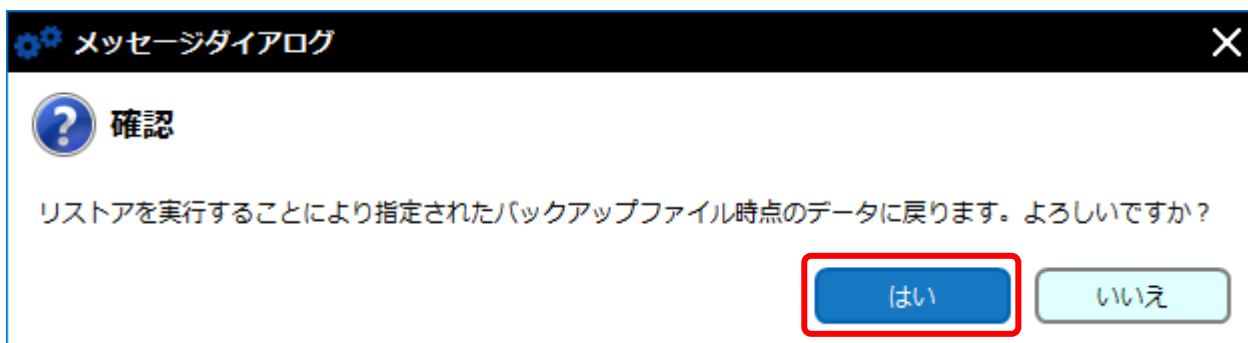 メッセージダイアログ
確認
リストアを実行することにより指定されたバックアップファイル時点のデータに戻ります。よろしいですか？
はい
いいえ